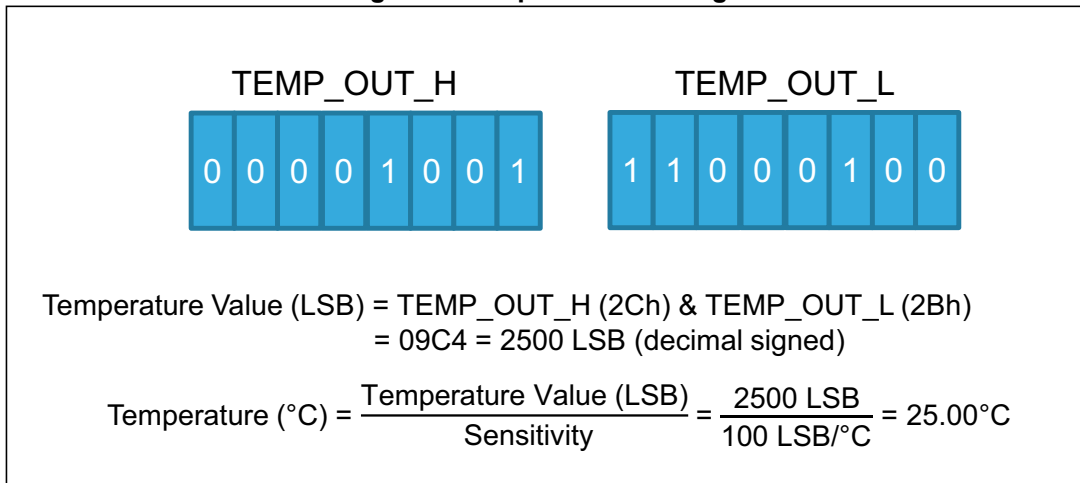 TEMP_OUT_H TEMP_OUT_L
0 0 0 0 1 0 0 1 1 1 0 0 0 1 0 0
Temperature Value (LSB) = TEMP_OUT_H (2Ch) & TEMP_OUT_L (2Bh)
= 09C4 = 2500 LSB (decimal signed)
Temperature (°C) = Temperature Value (LSB) / Sensitivity = 2500 LSB / 100 LSB/°C = 25.00°C